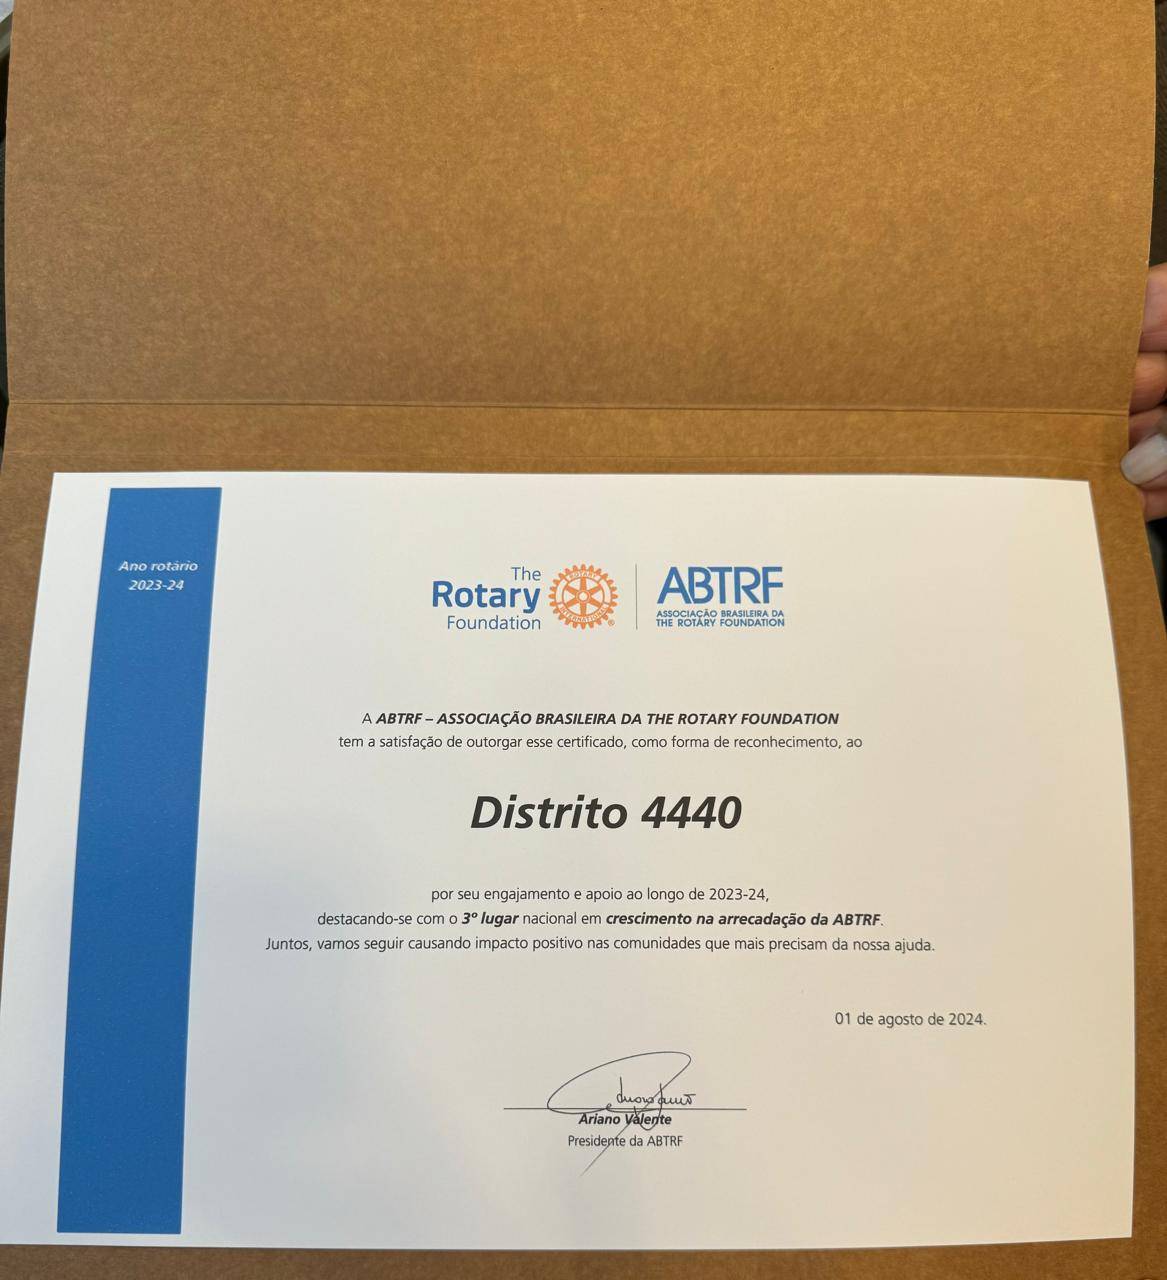 Ano rotário
2023-24
The
Rotary
Foundation
ROTARY
INTERNATIONAL
ABTRF
ASSOCIAÇÃO BRASILEIRA DA
THE ROTARY FOUNDATION
A ABTRF – ASSOCIAÇÃO BRASILEIRA DA THE ROTARY FOUNDATION
tem a satisfação de outorgar esse certificado, como forma de reconhecimento, ao
Distrito 4440
por seu engajamento e apoio ao longo de 2023-24,
destacando-se com o 3º lugar nacional em crescimento na arrecadação da ABTRF.
Juntos, vamos seguir causando impacto positivo nas comunidades que mais precisam da nossa ajuda.
01 de agosto de 2024.
Ariano Valente
Presidente da ABTRF